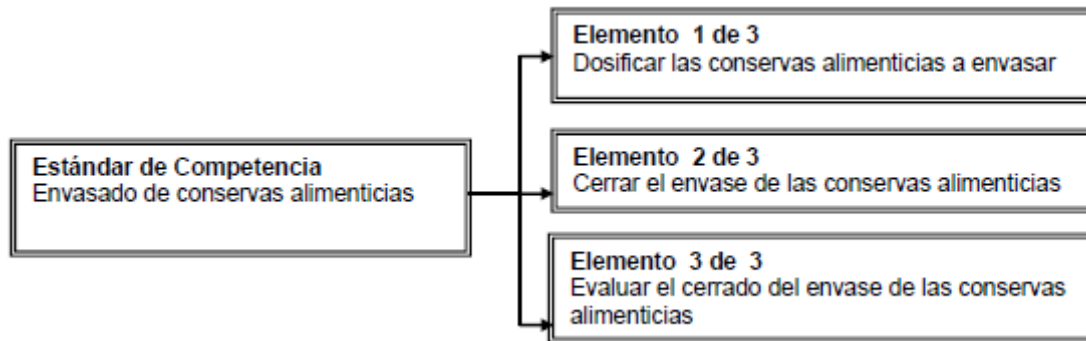 Estándar de Competencia
Envasado de conservas alimenticias
Elemento 1 de 3
Dosificar las conservas alimenticias a envasar
Elemento 2 de 3
Cerrar el envase de las conservas alimenticias
Elemento 3 de 3
Evaluar el cerrado del envase de las conservas
alimenticias